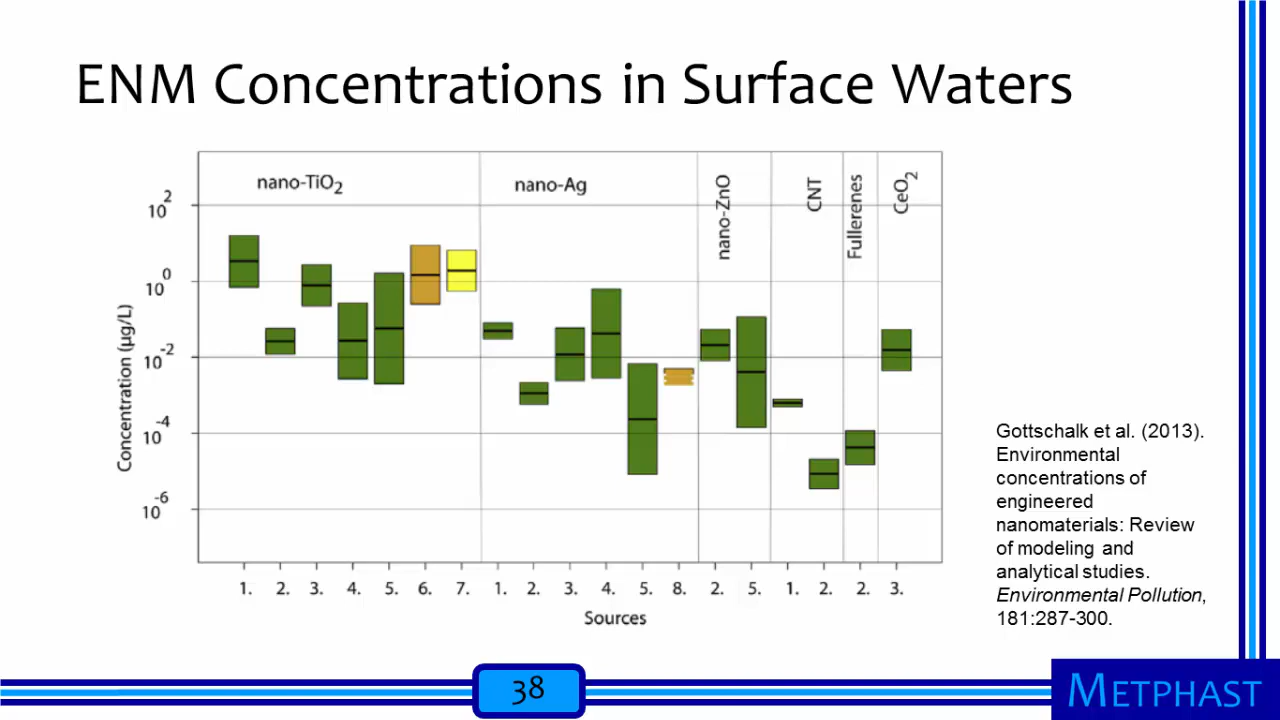 ENM Concentrations in Surface Waters
nano-TiO2
nano-Ag
nano-ZnO
CNT
Fullerenes
CeO2
10^2
10^0
10^-2
10^-4
10^-6
Concentration (µg/L)
1. 2. 3. 4. 5. 6. 7. 1. 2. 3. 4. 5. 8. 2. 5. 1. 2. 2. 3.
Sources
Gottschalk et al. (2013).
Environmental
concentrations of
engineered
nanomaterials: Review
of modeling and
analytical studies.
Environmental Pollution,
181:287-300.
38
METPHAST